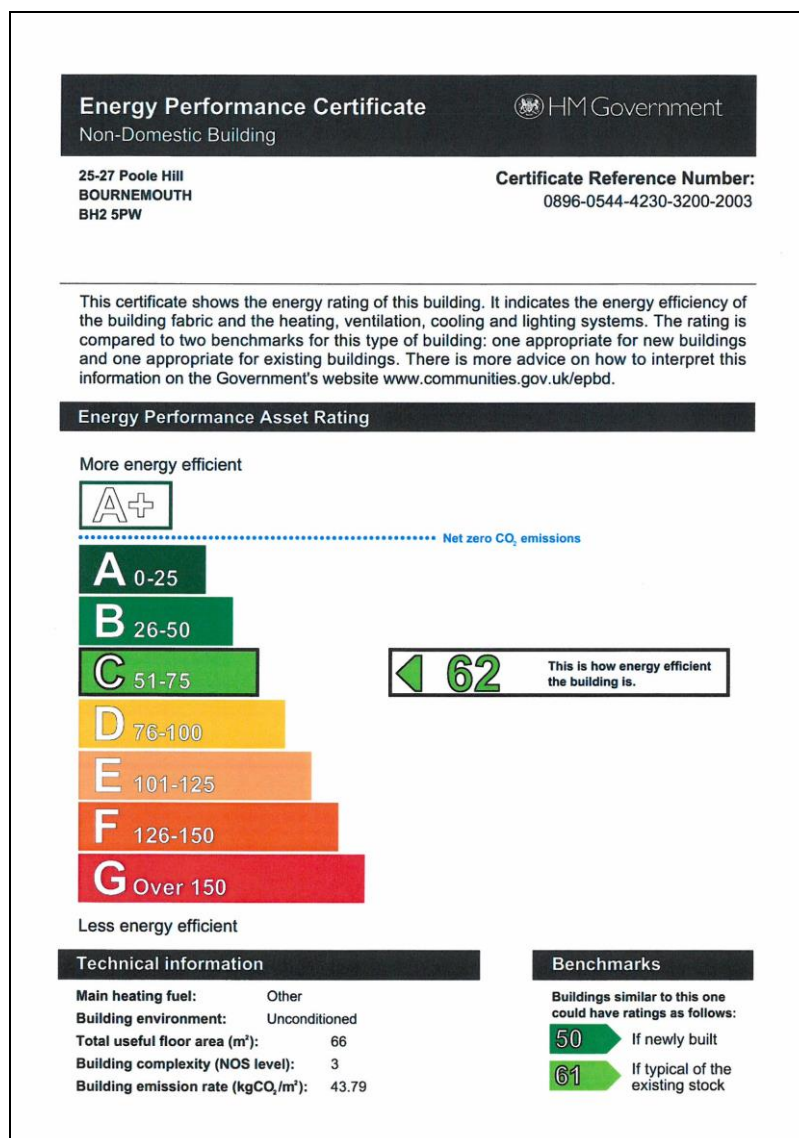 Energy Performance Certificate
HM Government
Non-Domestic Building
25-27 Poole Hill
BOURNEMOUTH
BH2 5PW
Certificate Reference Number:
0896-0544-4230-3200-2003
This certificate shows the energy rating of this building. It indicates the energy efficiency of
the building fabric and the heating, ventilation, cooling and lighting systems. The rating is
compared to two benchmarks for this type of building: one appropriate for new buildings
and one appropriate for existing buildings. There is more advice on how to interpret this
information on the Government's website www.communities.gov.uk/epbd.
Energy Performance Asset Rating
More energy efficient
A+
Net zero CO₂ emissions
A 0-25
B 26-50
C 51-75
62
This is how energy efficient
the building is.
D 76-100
E 101-125
F 126-150
G Over 150
Less energy efficient
Technical information
Main heating fuel: Other
Building environment: Unconditioned
Total useful floor area (m²): 66
Building complexity (NOS level): 3
Building emission rate (kgCO₂/m²): 43.79
Benchmarks
Buildings similar to this one
could have ratings as follows:
50 If newly built
61 If typical of the
existing stock